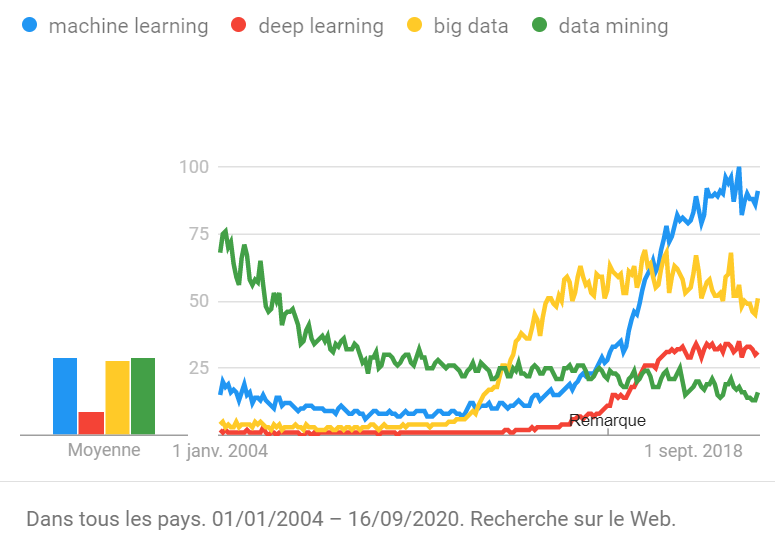 machine learning deep learning big data data mining
100
75
50
25
Remarque
Moyenne 1 janv. 2004 1 sept. 2018
Dans tous les pays. 01/01/2004 – 16/09/2020. Recherche sur le Web.